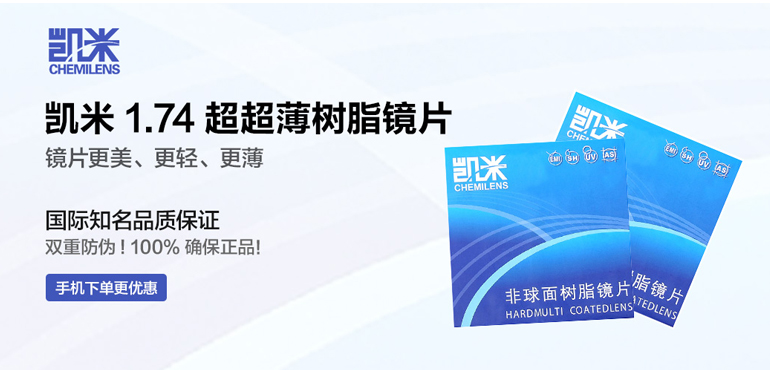 凯米
CHEMILENS
凯米 1.74 超超薄树脂镜片
镜片更美、更轻、更薄
国际知名品质保证
双重防伪！100% 确保正品!
手机下单更优惠
凯米
CHEMILENS
EMI SH UV AS
非球面树脂镜片
HARDMULTI COATEDLENS
凯米
CHEMILENS
EMI SH UV AS
脂镜片
COATEDLENS